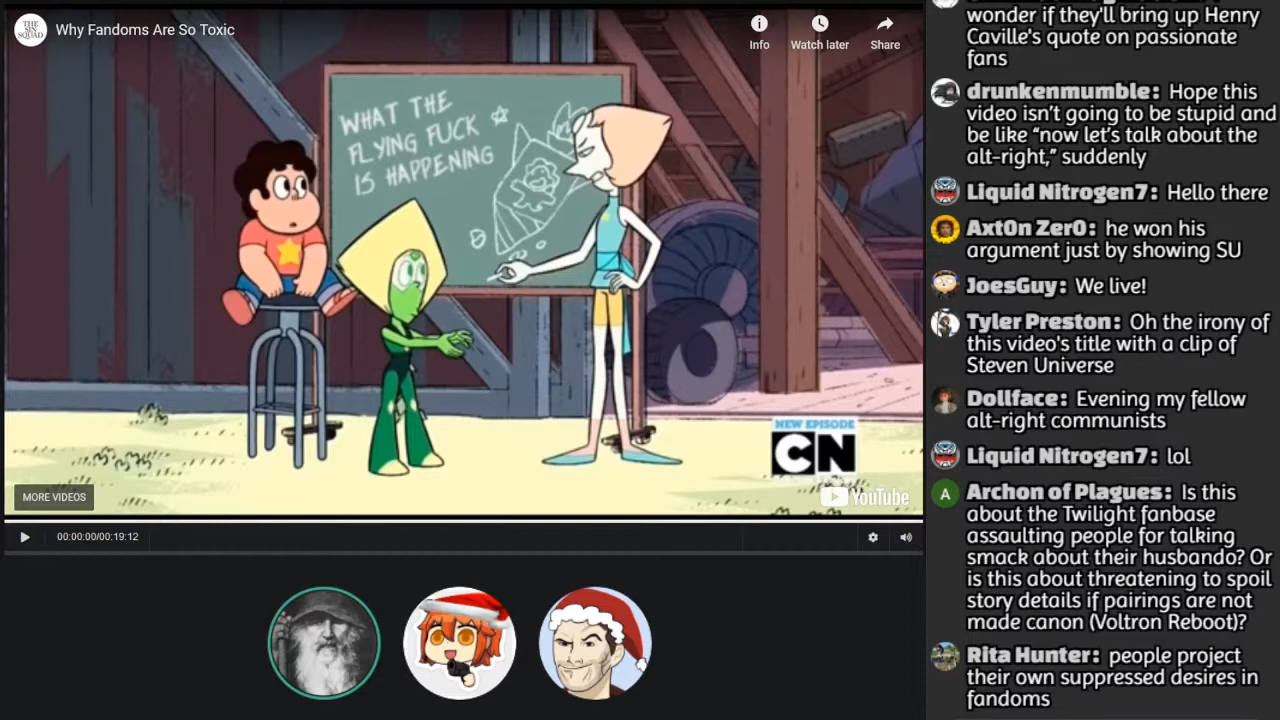 THE
SIN
SQUAD
Why Fandoms Are So Toxic
Info
Watch later
Share
WHAT THE
FLYING FUCK
IS HAPPENING
NEW EPISODE
CN
MORE VIDEOS
YouTube
00:00:00/00:19:12
wonder if they'll bring up Henry
Caville's quote on passionate
fans
drunkenmumble: Hope this
video isn't going to be stupid and
be like "now let's talk about the
alt-right," suddenly
Liquid Nitrogen7: Hello there
Axt0n Zer0: he won his
argument just by showing SU
JoesGuy: We live!
Tyler Preston: Oh the irony of
this video's title with a clip of
Steven Universe
Dollface: Evening my fellow
alt-right communists
Liquid Nitrogen7: lol
A
Archon of Plagues: Is this
about the Twilight fanbase
assaulting people for talking
smack about their husbando? Or
is this about threatening to spoil
story details if pairings are not
made canon (Voltron Reboot)?
Rita Hunter: people project
their own suppressed desires in
fandoms